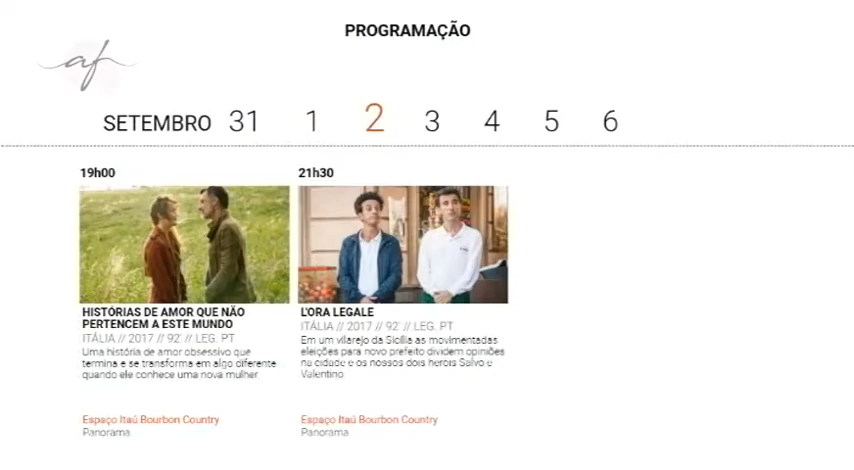 PROGRAMAÇÃO
af
SETEMBRO 31 1 2 3 4 5 6
19h00
HISTÓRIAS DE AMOR QUE NÃO
PERTENCEM A ESTE MUNDO
ITÁLIA // 2017 // 92' // LEG. PT
Uma história de amor obsessivo que
termina e se transforma em algo diferente
quando ele conhece uma nova mulher
Espaço Itaú Bourbon Country
Panorama
21h30
L'ORA LEGALE
ITÁLIA // 2017 // 92' // LEG. PT
Em um vilarejo da Sicília as movimentadas
eleições para novo prefeito dividem opiniões
na cidade e os nossos dois heróis Salvo e
Valentino.
Espaço Itaú Bourbon Country
Panorama